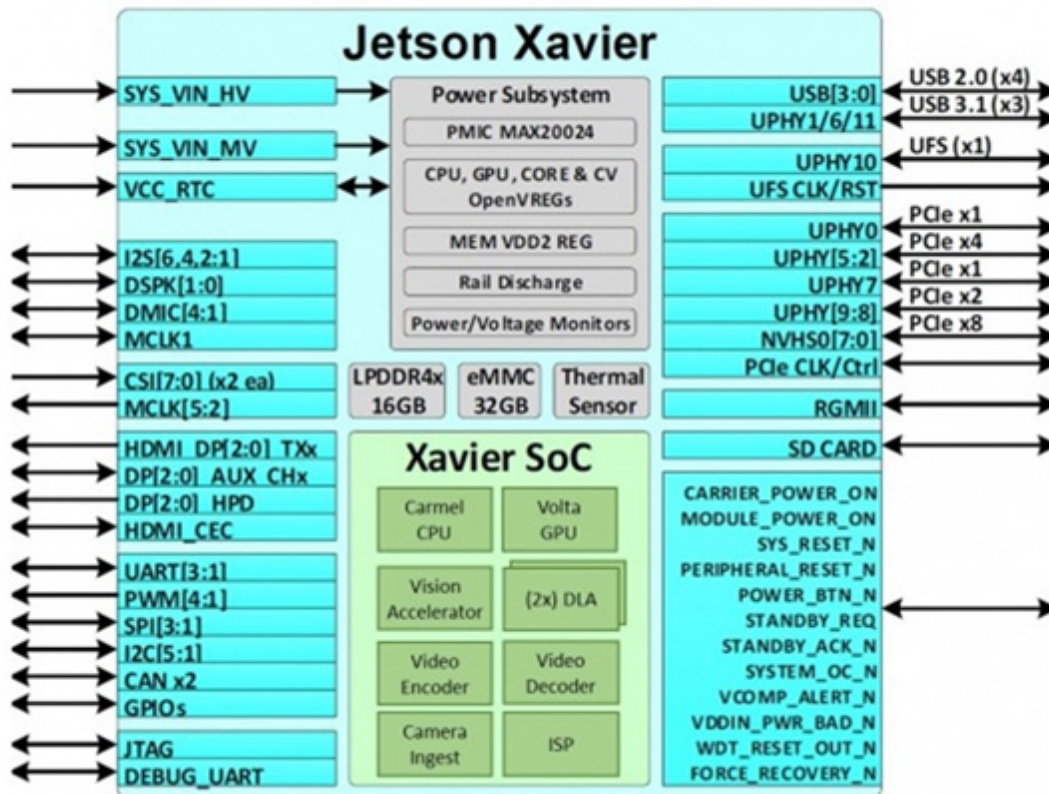 Jetson Xavier
SYS_VIN_HV
SYS_VIN_MV
VCC_RTC
I2S[6,4,2:1]
DSPK[1:0]
DMIC[4:1]
MCLK1
CSI[7:0] (x2 ea)
MCLK[5:2]
HDMI_DP[2:0]_TXx
DP[2:0]_AUX_CHx
DP[2:0]_HPD
HDMI_CEC
UART[3:1]
PWM[4:1]
SPI[3:1]
I2C[5:1]
CAN x2
GPIOs
JTAG
DEBUG_UART
Power Subsystem
PMIC MAX20024
CPU, GPU, CORE & CV
OpenVREGs
MEM VDD2 REG
Rail Discharge
Power/Voltage Monitors
LPDDR4x
16GB
eMMC
32GB
Thermal
Sensor
Xavier SoC
Carmel
CPU
Volta
GPU
Vision
Accelerator
(2x) DLA
Video
Encoder
Video
Decoder
Camera
Ingest
ISP
USB[3:0]
UPHY1/6/11
UPHY10
UFS CLK/RST
UPHY0
UPHY[5:2]
UPHY7
UPHY[9:8]
NVHS0[7:0]
PCIe CLK/Ctrl
RGMII
SD CARD
CARRIER_POWER_ON
MODULE_POWER_ON
SYS_RESET_N
PERIPHERAL_RESET_N
POWER_BTN_N
STANDBY_REQ
STANDBY_ACK_N
SYSTEM_OC_N
VCOMP_ALERT_N
VDDIN_PWR_BAD_N
WDT_RESET_OUT_N
FORCE_RECOVERY_N
USB 2.0 (x4)
USB 3.1 (x3)
UFS (x1)
PCIe x1
PCIe x4
PCIe x1
PCIe x2
PCIe x8